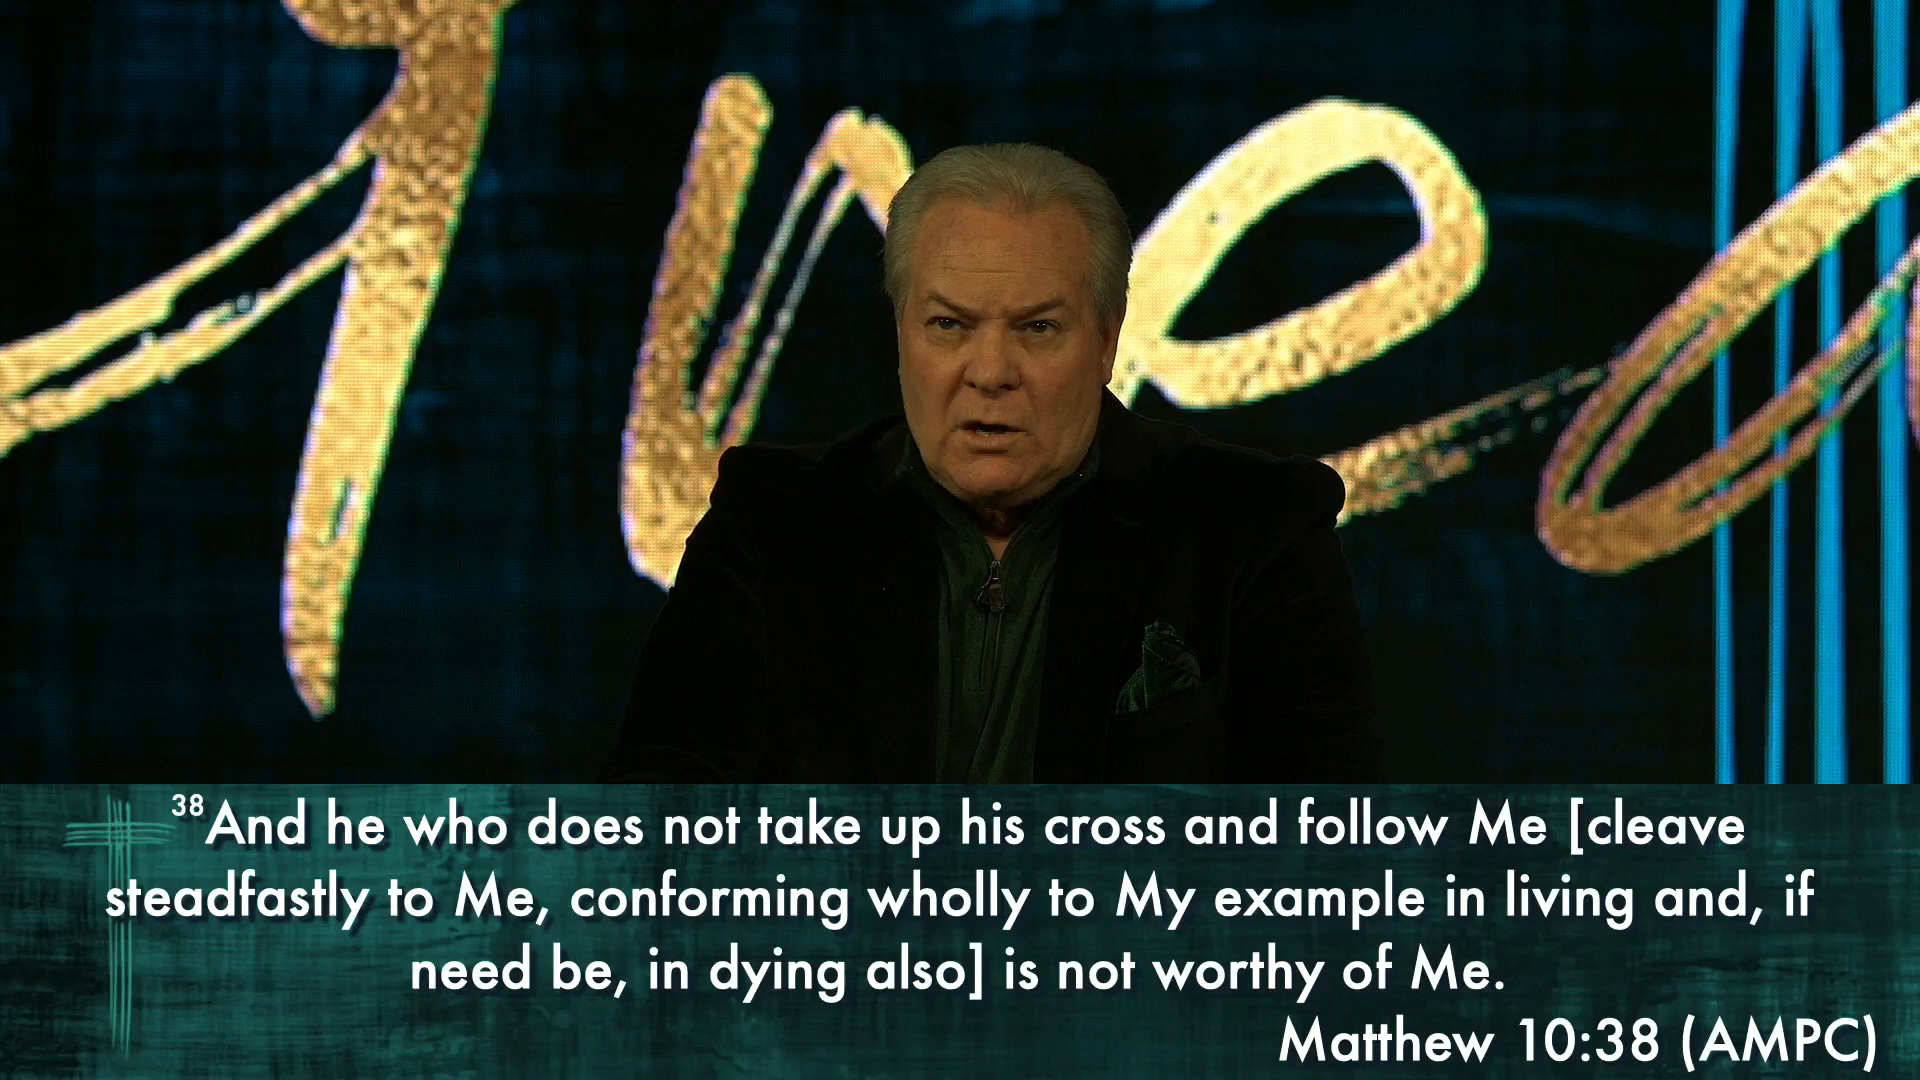 38And he who does not take up his cross and follow Me [cleave
steadfastly to Me, conforming wholly to My example in living and, if
need be, in dying also] is not worthy of Me.
Matthew 10:38 (AMPC)